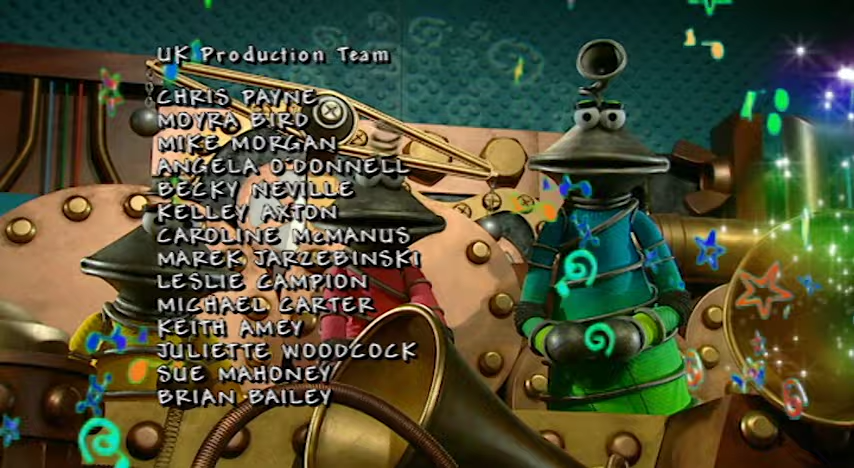 UK Production Team
CHRIS PAYNE
MOYRA BIRD
MIKE MORGAN
ANGELA O'DONNELL
BECKY NEVILLE
KELLEY AXTON
CAROLINE McMANUS
MAREK JARZEBINSKI
LESLIE CAMPION
MICHAEL CARTER
KEITH AMEY
JULIETTE WOODCOCK
SUE MAHONEY
BRIAN BAILEY